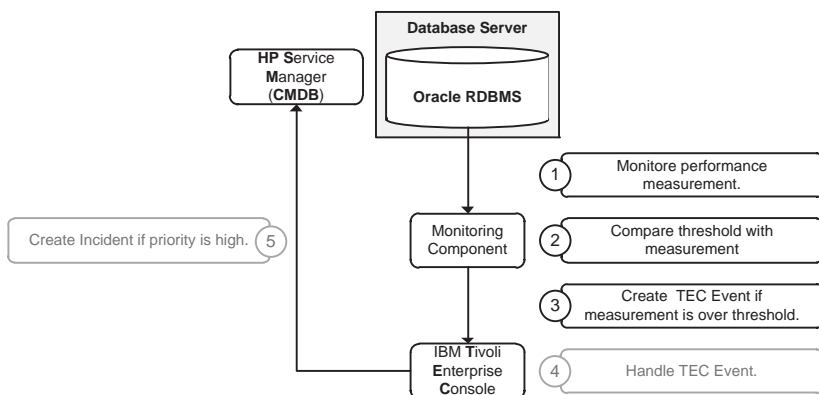 Database Server
HP Service
Manager
(CMDB)
Oracle RDBMS
1
Monitore performance
measurement.
Create Incident if priority is high.
5
Monitoring
Component
2
Compare threshold with
measurement
3
Create TEC Event if
measurement is over threshold.
IBM Tivoli
Enterprise
Console
4
Handle TEC Event.